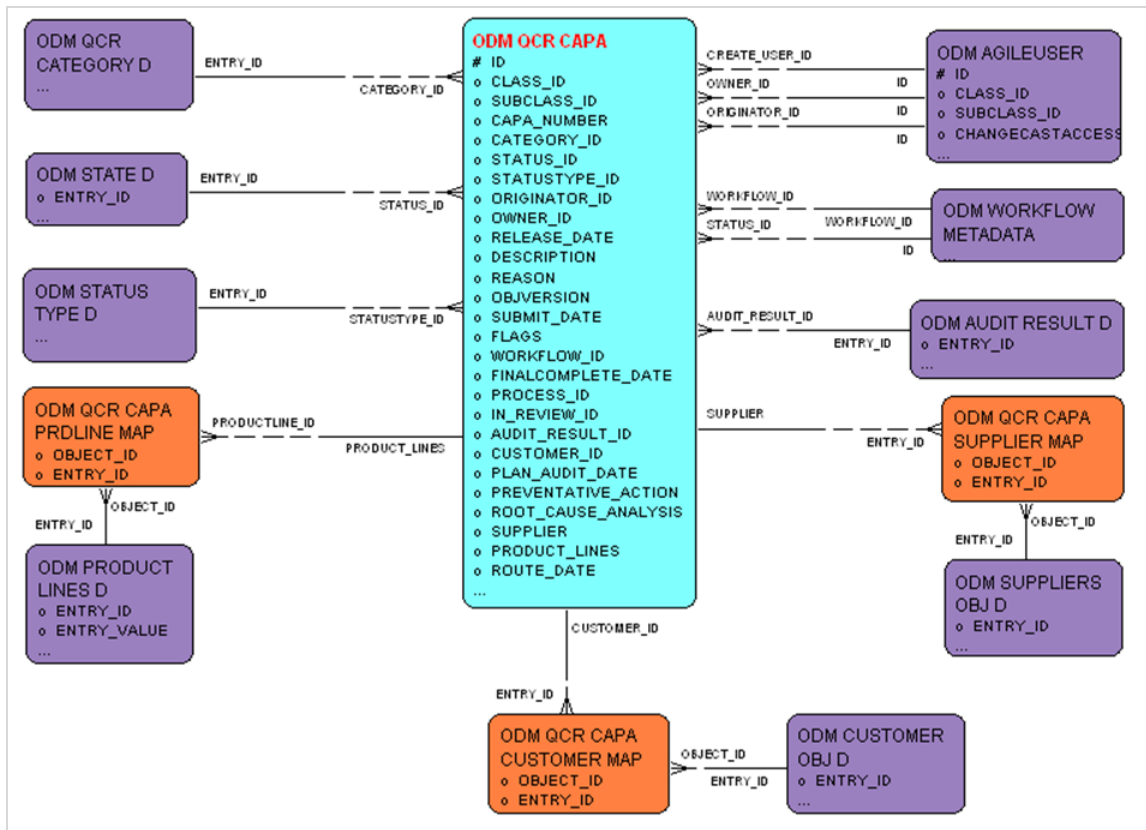 ODM QCR
CATEGORY D
...
ENTRY_ID
CATEGORY_ID
ODM STATE D
o ENTRY_ID
...
ENTRY_ID
STATUS_ID
ODM STATUS
TYPE D
...
ENTRY_ID
STATUSTYPE_ID
ODM QCR CAPA
PRDLINE MAP
o OBJECT_ID
o ENTRY_ID
PRODUCTLINE_ID
PRODUCT_LINES
OBJECT_ID
ENTRY_ID
ODM PRODUCT
LINES D
o ENTRY_ID
o ENTRY_VALUE
...
ODM QCR CAPA
# ID
o CLASS_ID
o SUBCLASS_ID
o CAPA_NUMBER
o CATEGORY_ID
o STATUS_ID
o STATUSTYPE_ID
o ORIGINATOR_ID
o OWNER_ID
o RELEASE_DATE
o DESCRIPTION
o REASON
o OBJVERSION
o SUBMIT_DATE
o FLAGS
o WORKFLOW_ID
o FINALCOMPLETE_DATE
o PROCESS_ID
o IN_REVIEW_ID
o AUDIT_RESULT_ID
o CUSTOMER_ID
o PLAN_AUDIT_DATE
o PREVENTATIVE_ACTION
o ROOT_CAUSE_ANALYSIS
o SUPPLIER
o PRODUCT_LINES
o ROUTE_DATE
...
CREATE_USER_ID
ID
OWNER_ID
ID
ORIGINATOR_ID
ID
ODM AGILEUSER
# ID
o CLASS_ID
o SUBCLASS_ID
o CHANGECASTACCESS
...
WORKFLOW_ID
WORKFLOW_ID
STATUS_ID
ID
ODM WORKFLOW
METADATA
...
AUDIT_RESULT_ID
ENTRY_ID
ODM AUDIT RESULT D
o ENTRY_ID
...
SUPPLIER
ENTRY_ID
ODM QCR CAPA
SUPPLIER MAP
o OBJECT_ID
o ENTRY_ID
OBJECT_ID
ENTRY_ID
ODM SUPPLIERS
OBJ D
o ENTRY_ID
...
CUSTOMER_ID
ENTRY_ID
ODM QCR CAPA
CUSTOMER MAP
o OBJECT_ID
o ENTRY_ID
OBJECT_ID
ENTRY_ID
ODM CUSTOMER
OBJ D
o ENTRY_ID
...